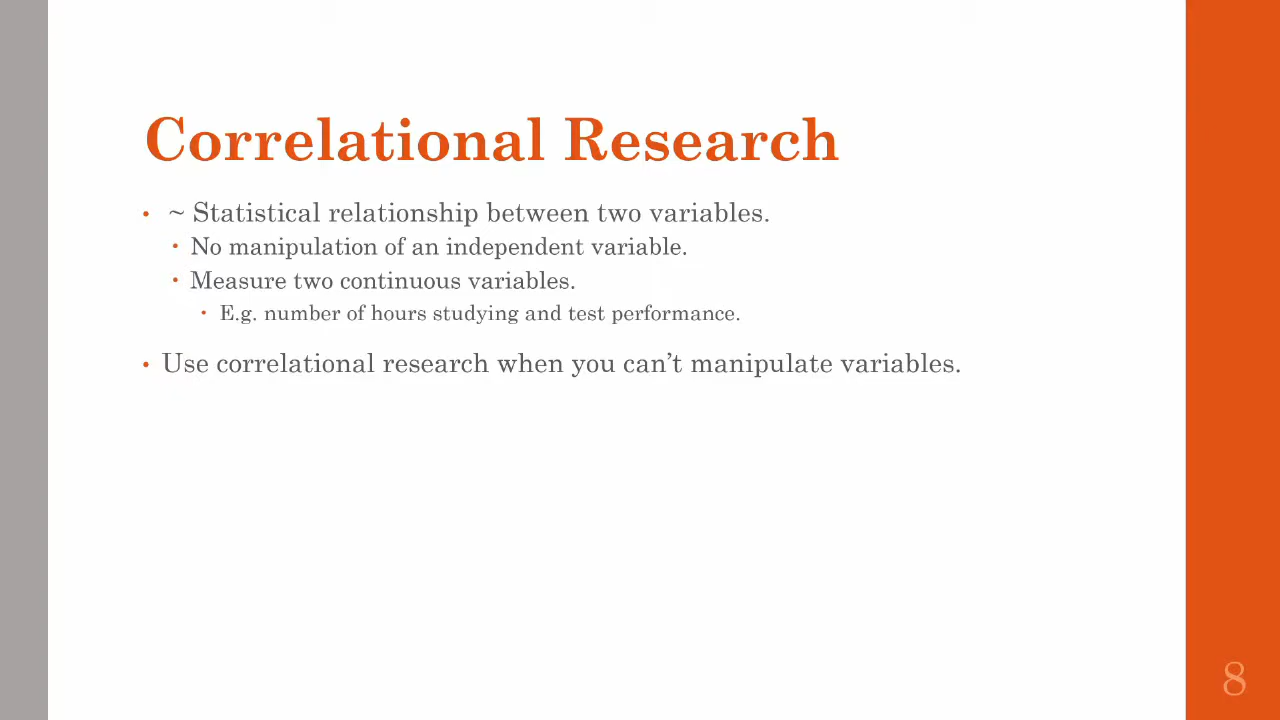 Correlational Research
• ~ Statistical relationship between two variables.
• No manipulation of an independent variable.
• Measure two continuous variables.
• E.g. number of hours studying and test performance.
• Use correlational research when you can’t manipulate variables.
8